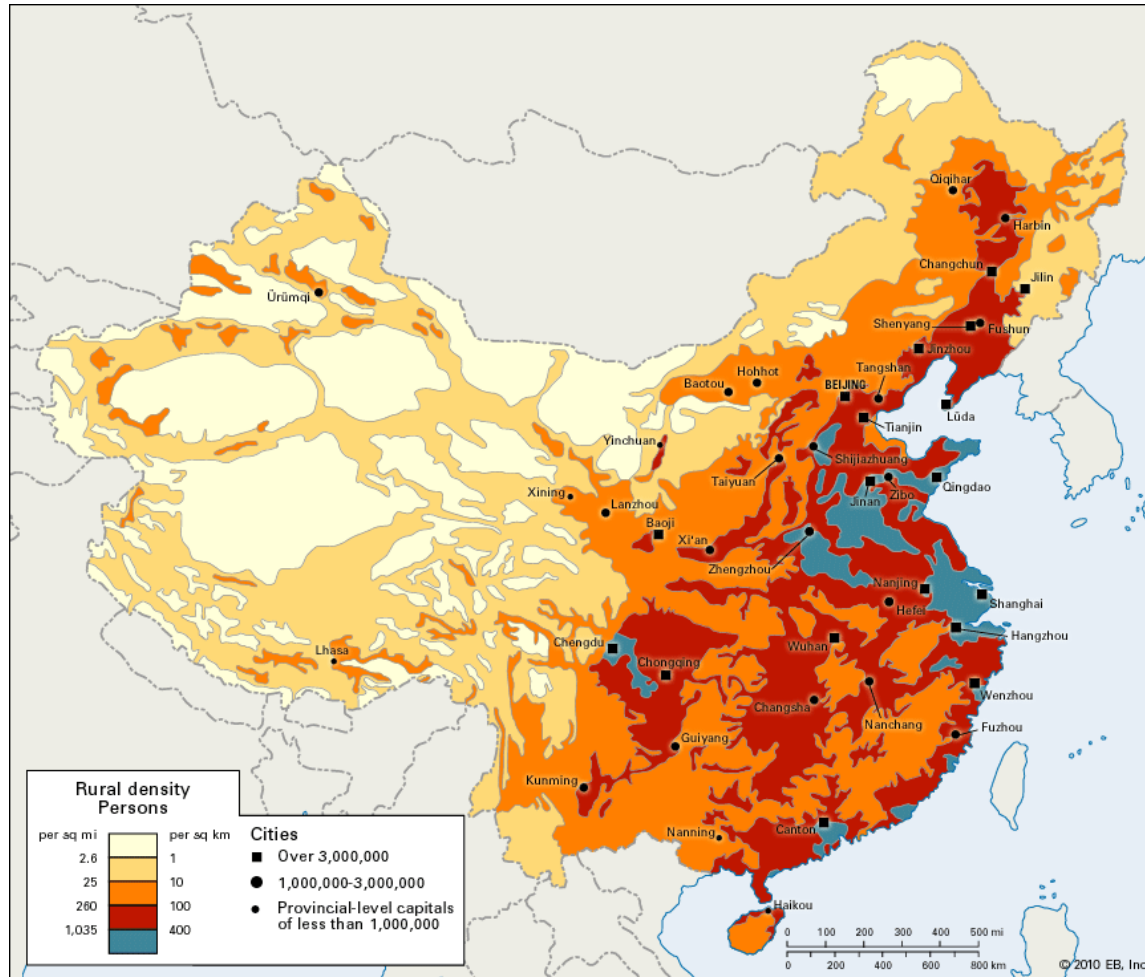 Qiqihar
Harbin
Changchun
Jilin
Ürümqi
Shenyang
Fushun
Jinzhou
Hohhot
Tangshan
Baotou
BEIJING
Lüda
Tianjin
Yinchuan
Shijiazhuang
Taiyuan
Xining
Zibo
Qingdao
Jinan
Lanzhou
Baoji
Xi'an
Zhengzhou
Nanjing
Shanghai
Hefei
Hangzhou
Chengdu
Wuhan
Lhasa
Chongqing
Wenzhou
Changsha
Nanchang
Fuzhou
Guiyang
Kunming
Canton
Nanning
Haikou
Rural density
Persons
per sq mi
per sq km
2.6 1
25 10
260 100
1,035 400
Cities
Over 3,000,000
1,000,000-3,000,000
Provincial-level capitals
of less than 1,000,000
0 100 200 300 400 500 mi
0 200 400 600 800 km
© 2010 EB, Inc